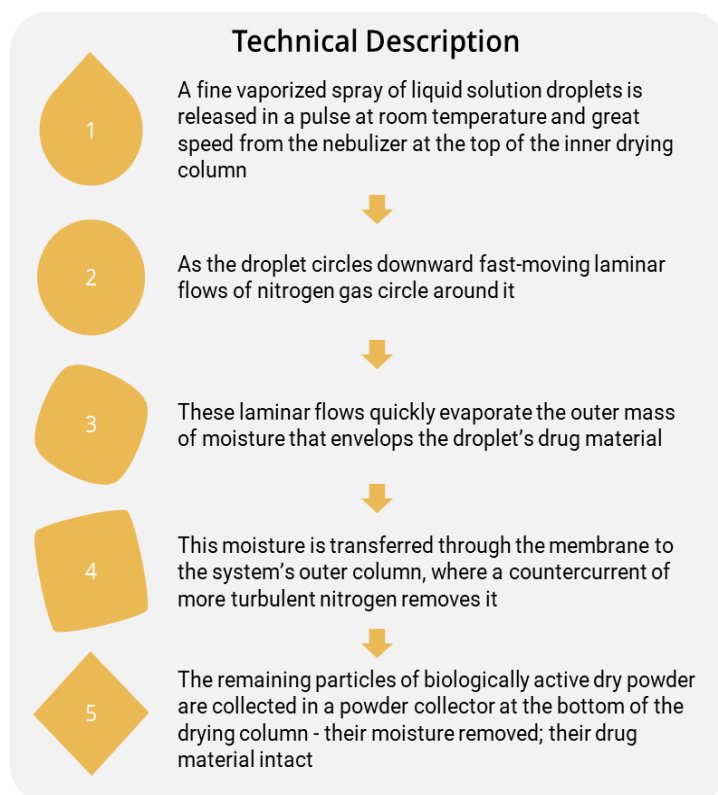 Technical Description
1
A fine vaporized spray of liquid solution droplets is
released in a pulse at room temperature and great
speed from the nebulizer at the top of the inner drying
column
2
As the droplet circles downward fast-moving laminar
flows of nitrogen gas circle around it
3
These laminar flows quickly evaporate the outer mass
of moisture that envelops the droplet’s drug material
4
This moisture is transferred through the membrane to
the system’s outer column, where a countercurrent of
more turbulent nitrogen removes it
5
The remaining particles of biologically active dry powder
are collected in a powder collector at the bottom of the
drying column - their moisture removed; their drug
material intact